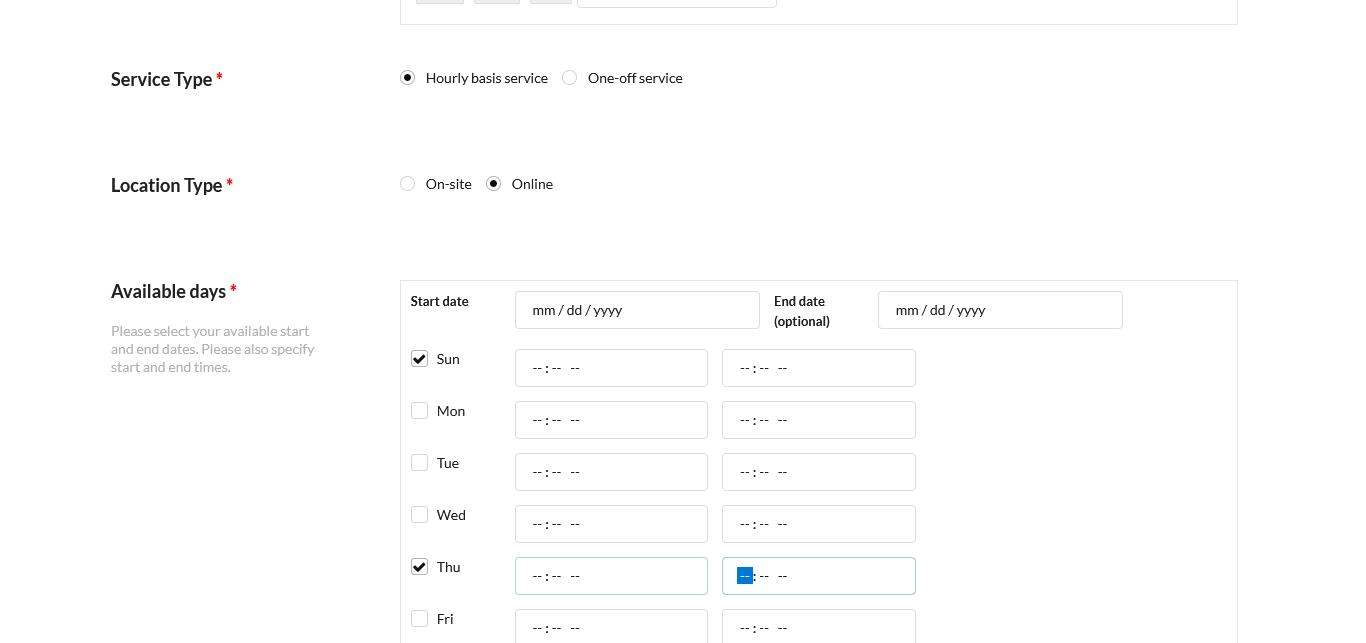 Service Type *
Hourly basis service One-off service
Location Type *
On-site Online
Available days *
Please select your available start
and end dates. Please also specify
start and end times.
Start date mm / dd / yyyy End date
(optional) mm / dd / yyyy
Sun --:-- -- --:-- --
Mon --:-- -- --:-- --
Tue --:-- -- --:-- --
Wed --:-- -- --:-- --
Thu --:-- -- --:-- --
Fri --:-- -- --:-- --